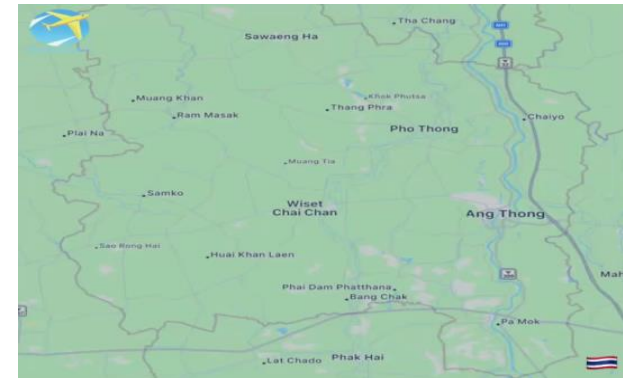 Tha Chang
Sawaeng Ha
Muang Khan
Khok Phutsa
Ram Masak
Thang Phra
Chaiyo
Plai Na
Pho Thong
Muang Tia
Samko
Wiset
Chai Chan
Ang Thong
Sao Rong Hai
Huai Khan Laen
Mah
Phai Dam Phatthana
Bang Chak
Pa Mok
Lat Chado
Phak Hai